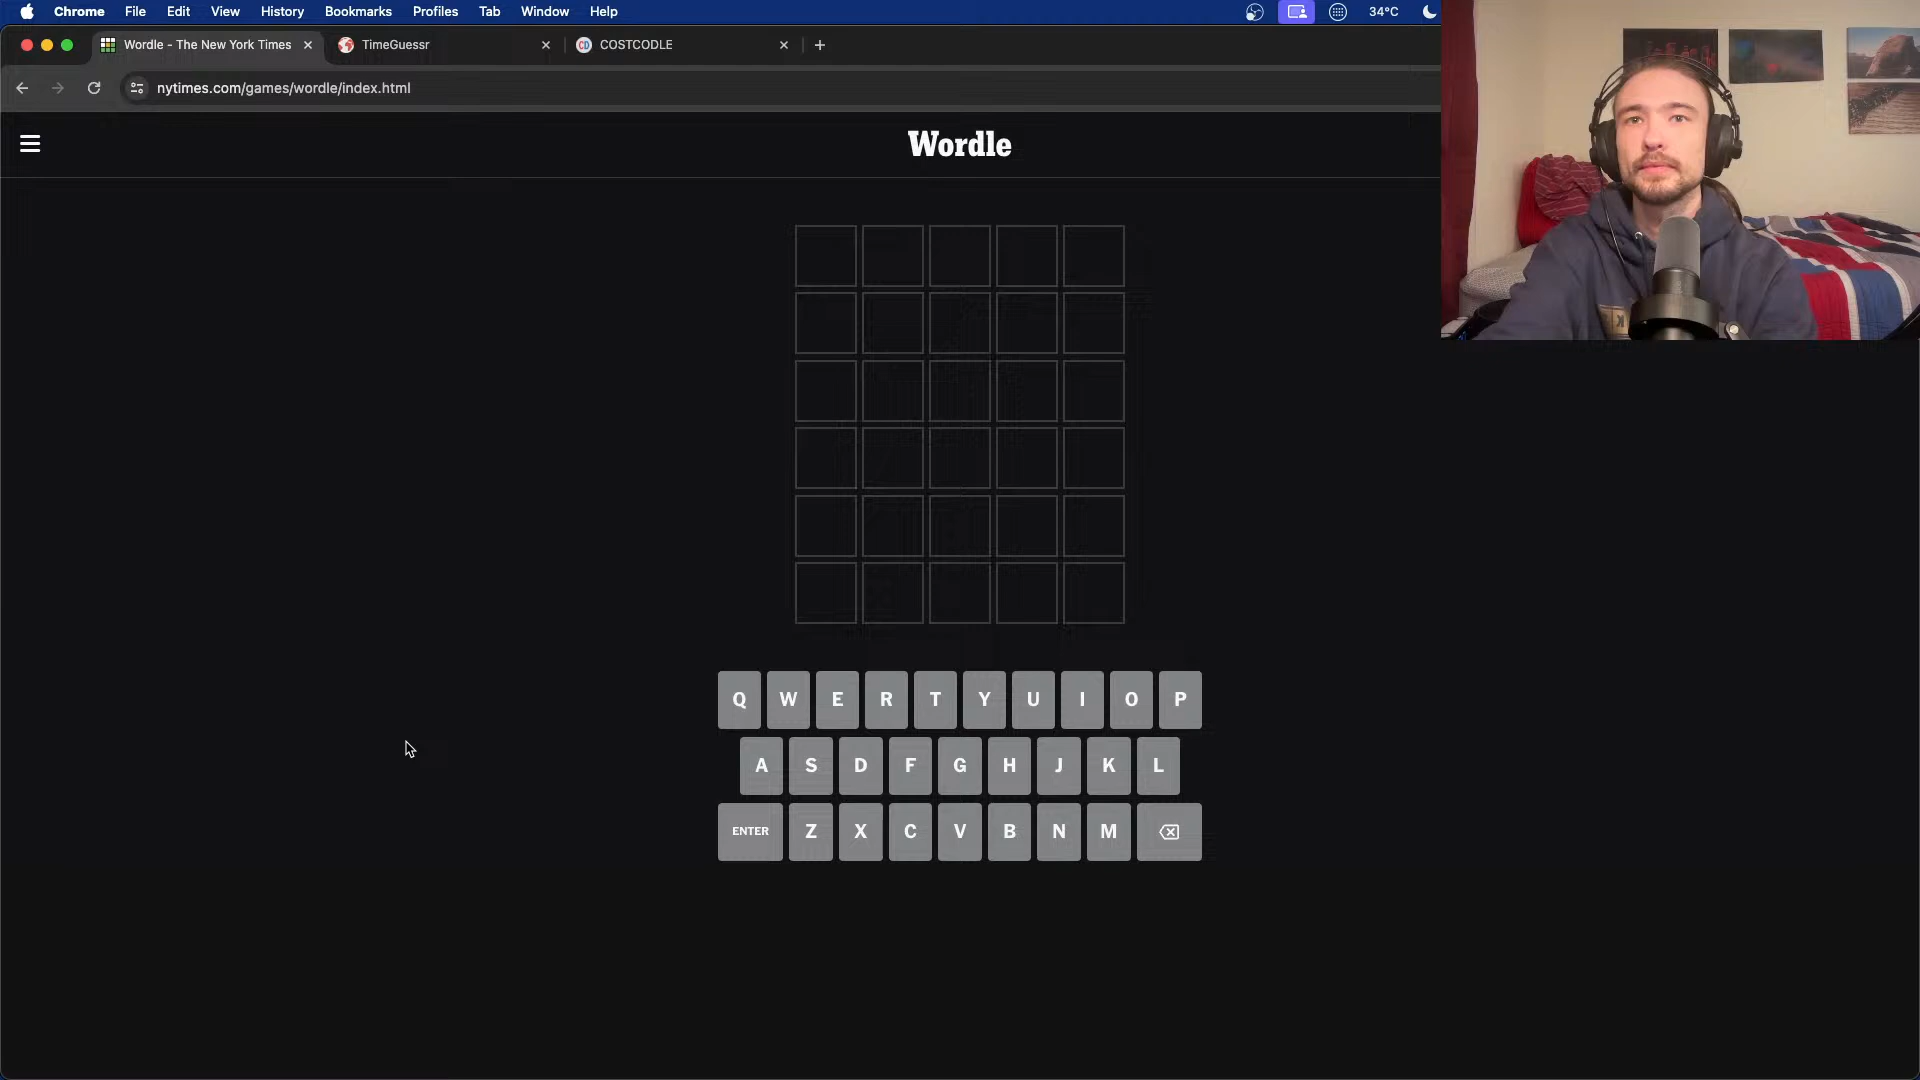 Chrome File Edit View History Bookmarks Profiles Tab Window Help 34°C
Wordle - The New York Times TimeGuessr CD COSTCODLE
nytimes.com/games/wordle/index.html
Wordle
Q W E R T Y U I O P
A S D F G H J K L
ENTER Z X C V B N M